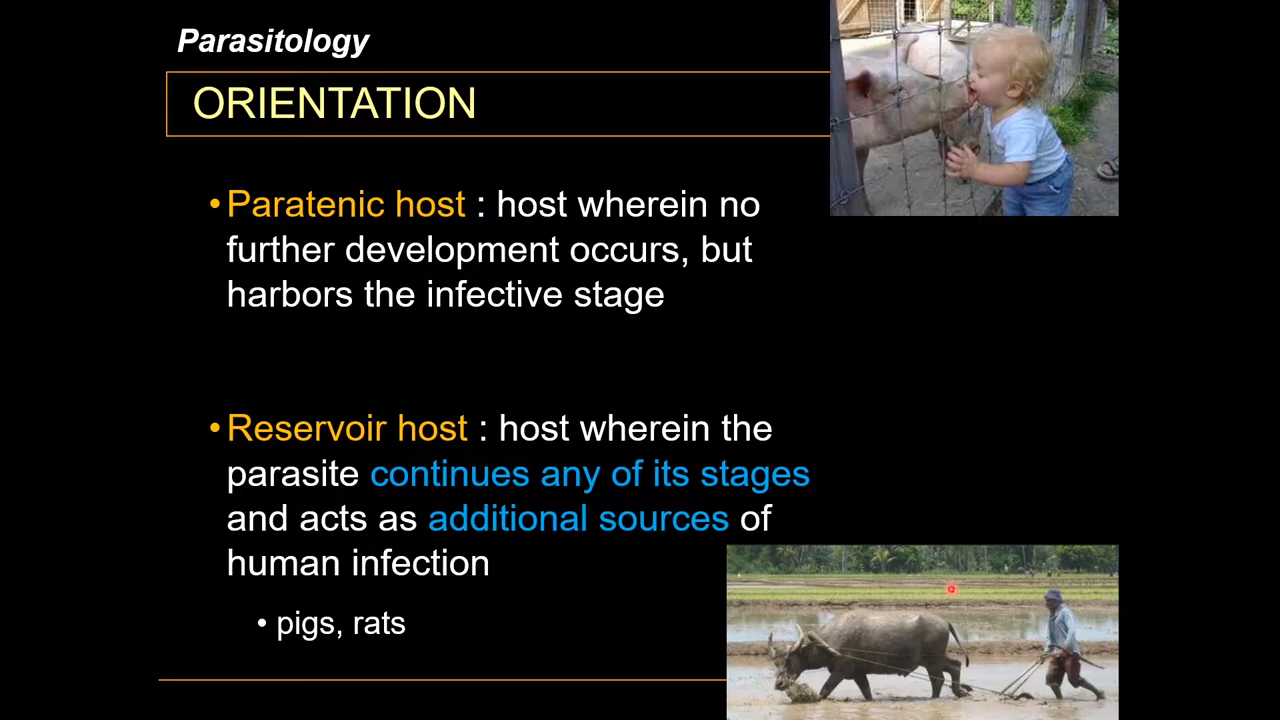 Parasitology
ORIENTATION
•Paratenic host : host wherein no
further development occurs, but
harbors the infective stage
•Reservoir host : host wherein the
parasite continues any of its stages
and acts as additional sources of
human infection
• pigs, rats